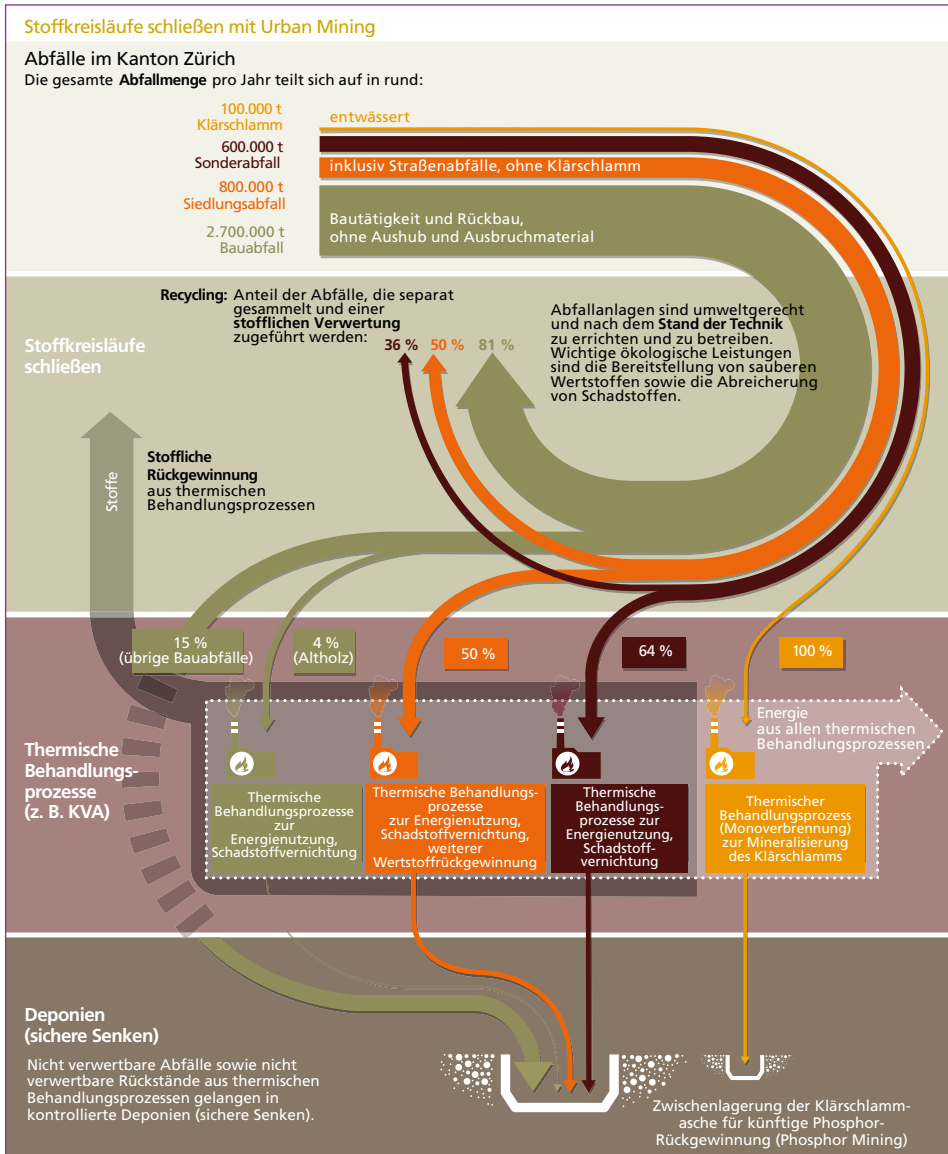 Stoffkreisläufe schließen mit Urban Mining
Abfälle im Kanton Zürich
Die gesamte Abfallmenge pro Jahr teilt sich auf in rund:
100.000 t
Klärschlamm
entwässert
600.000 t
Sonderabfall
inklusiv Straßenabfälle, ohne Klärschlamm
800.000 t
Siedlungsabfall
2.700.000 t
Bauabfall
Bautätigkeit und Rückbau,
ohne Aushub und Ausbruchmaterial
Recycling: Anteil der Abfälle, die separat
gesammelt und einer
stofflichen Verwertung
zugeführt werden:
36 % 50 % 81 %
Abfallanlagen sind umweltgerecht
und nach dem Stand der Technik
zu errichten und zu betreiben.
Wichtige ökologische Leistungen
sind die Bereitstellung von sauberen
Wertstoffen sowie die Abreicherung
von Schadstoffen.
Stoffkreisläufe
schließen
Stoffe
Stoffliche
Rückgewinnung
aus thermischen
Behandlungsprozessen
15 %
(übrige Bauabfälle)
4 %
(Altholz)
50 %
64 %
100 %
Energie
aus allen thermischen
Behandlungsprozessen
Thermische
Behandlungs-
prozesse
(z. B. KVA)
Thermische
Behandlungsprozesse
zur
Energienutzung,
Schadstoffvernichtung
Thermische Behandlungs-
prozesse
zur Energienutzung,
Schadstoffvernichtung,
weiterer
Wertstoffrückgewinnung
Thermische
Behandlungs-
prozesse zur
Energienutzung,
Schadstoff-
vernichtung
Thermischer
Behandlungsprozess
(Monoverbrennung)
zur Mineralisierung
des Klärschlamms
Deponien
(sichere Senken)
Nicht verwertbare Abfälle sowie nicht
verwertbare Rückstände aus thermischen
Behandlungsprozessen gelangen in
kontrollierte Deponien (sichere Senken).
Zwischenlagerung der Klärschlamm-
asche für künftige Phosphor-
Rückgewinnung (Phosphor Mining)